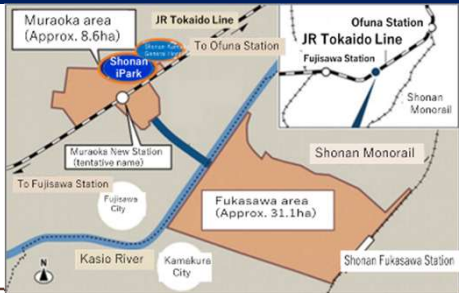 Muraoka area
(Approx. 8.6ha)
JR Tokaido Line
To Ofuna Station
Shonan
General
Shonan
iPark
Muraoka New Station
(tentative name)
To Fujisawa Station
Fujisawa
City
Kasio River
Kamakura
City
N
Fukasawa area
(Approx. 31.1ha)
Shonan Monorail
Shonan Fukasawa Station
Ofuna Station
JR Tokaido Line
Fujisawa Station
Shonan
Monorail